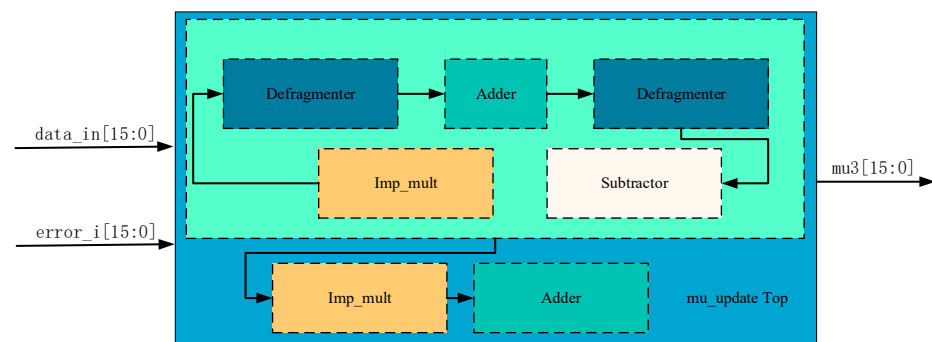 Defragmenter
Adder
Defragmenter
data_in[15:0]
Imp_mult
Subtractor
mu3[15:0]
error_i[15:0]
Imp_mult
Adder
mu_update Top